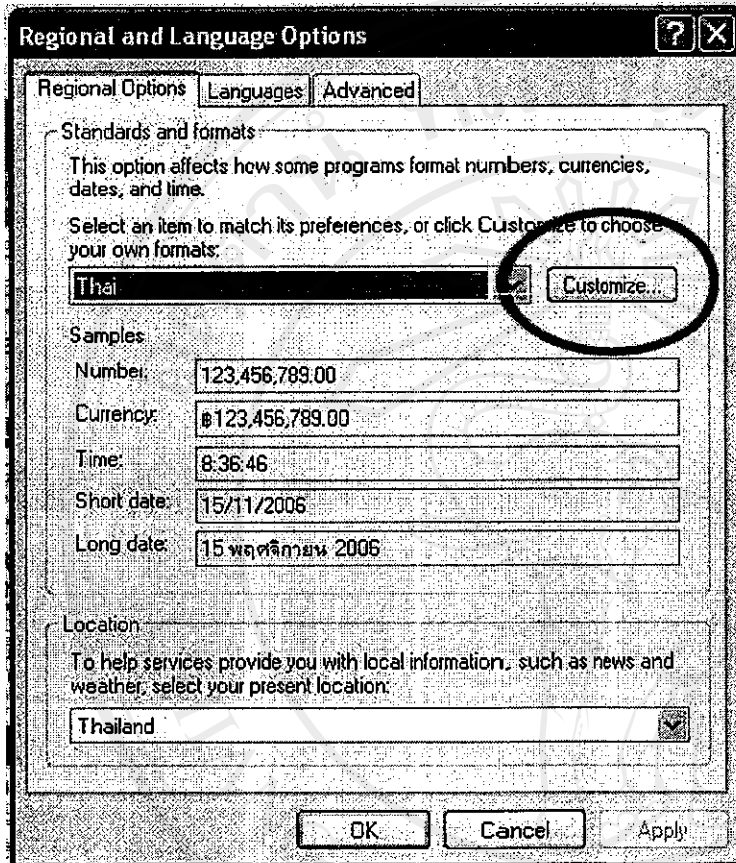 Regional and Language Options
Regional Options Languages Advanced
Standards and formats
This option affects how some programs format numbers, currencies,
dates, and time.
Select an item to match its preferences, or click Customize to choose
your own formats:
Thai Customize...
Samples
Number: 123,456,789.00
Currency: ฿123,456,789.00
Time: 8:36:46
Short date: 15/11/2006
Long date: 15 พฤศจิกายน 2006
Location
To help services provide you with local information, such as news and
weather, select your present location:
Thailand
OK Cancel Apply